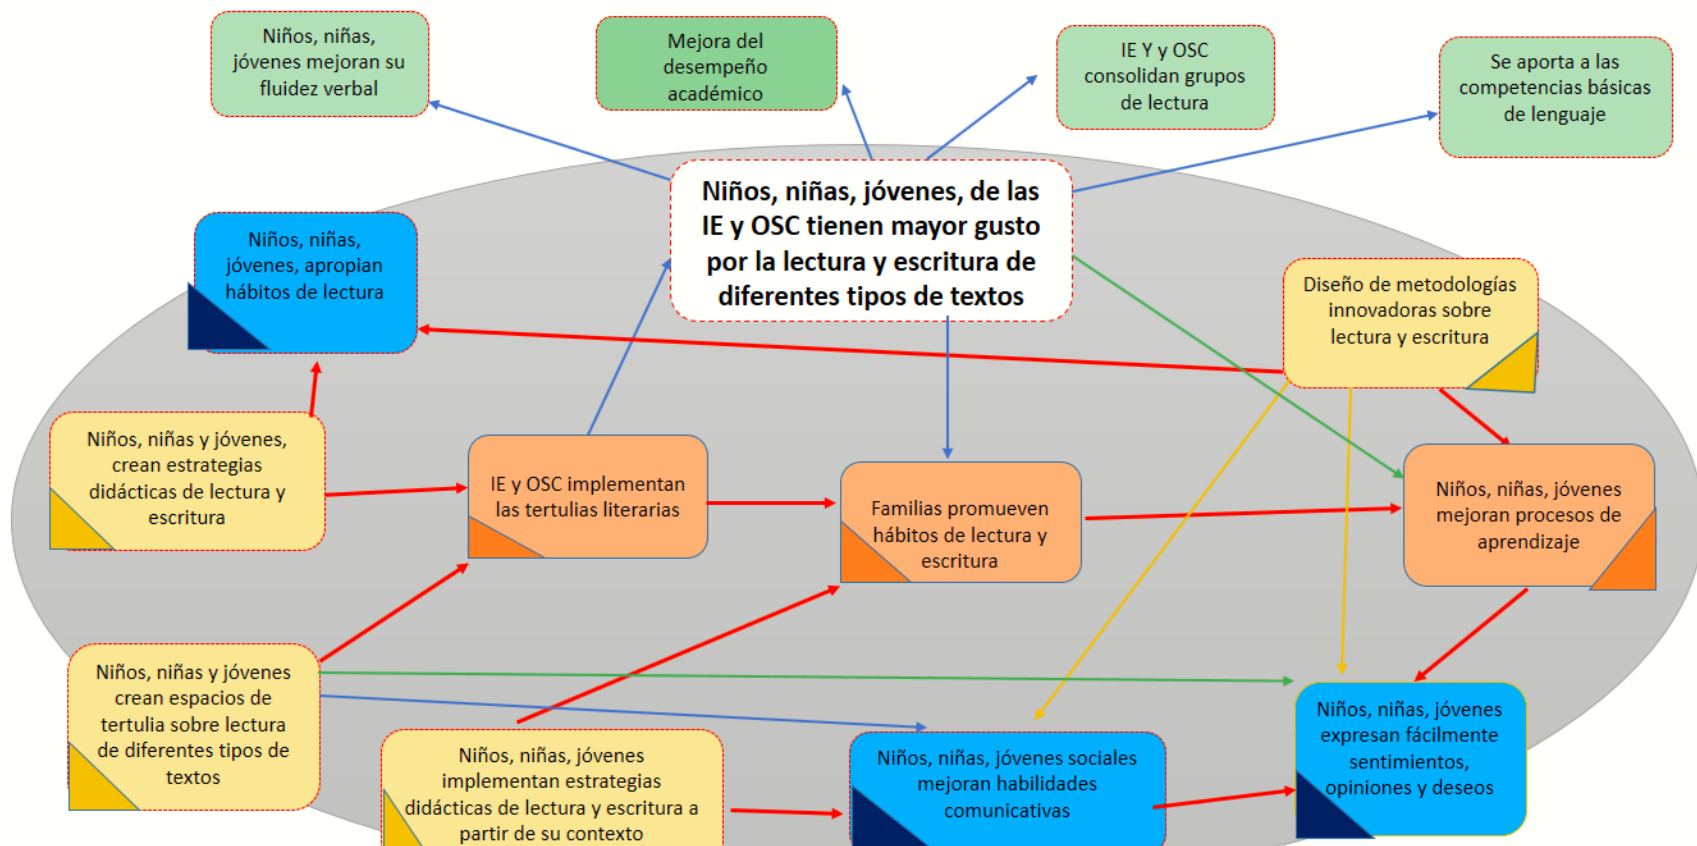 Niños, niñas,
jóvenes mejoran su
fluidez verbal
Mejora del
desempeño
académico
IE Y y OSC
consolidan grupos
de lectura
Se aporta a las
competencias básicas
de lenguaje
Niños, niñas, jóvenes, de las
IE y OSC tienen mayor gusto
por la lectura y escritura de
diferentes tipos de textos
Niños, niñas,
jóvenes, apropian
hábitos de lectura
Diseño de metodologías
innovadoras sobre
lectura y escritura
Niños, niñas y jóvenes,
crean estrategias
didácticas de lectura y
escritura
IE y OSC implementan
las tertulias literarias
Familias promueven
hábitos de lectura y
escritura
Niños, niñas, jóvenes
mejoran procesos de
aprendizaje
Niños, niñas y jóvenes
crean espacios de
tertulia sobre lectura
de diferentes tipos de
textos
Niños, niñas, jóvenes
implementan estrategias
didácticas de lectura y escritura a
partir de su contexto
Niños, niñas, jóvenes sociales
mejoran habilidades
comunicativas
Niños, niñas, jóvenes
expresan fácilmente
sentimientos,
opiniones y deseos